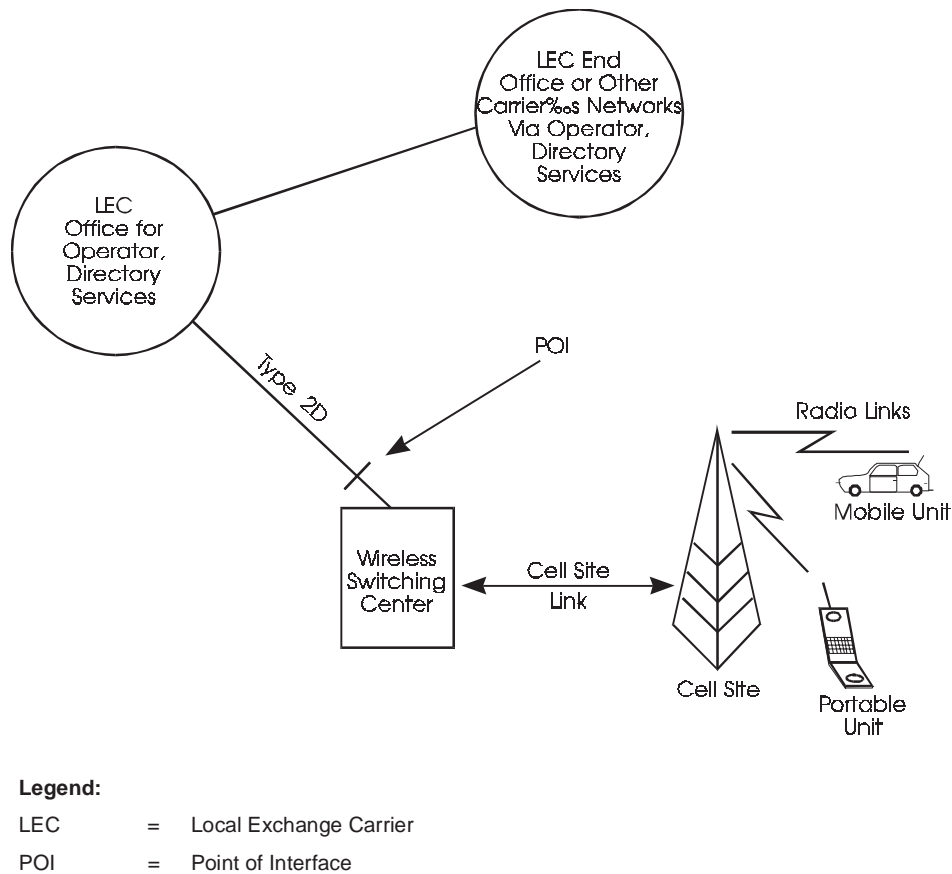 LEC End
Office or Other
Carrier‰s Networks
Via Operator,
Directory
Services
LEC
Office for
Operator,
Directory
Services
Type 2D
POI
Radio Links
Mobile Unit
Wireless
Switching
Center
Cell Site
Link
Cell Site
Portable
Unit
Legend:
LEC = Local Exchange Carrier
POI = Point of Interface